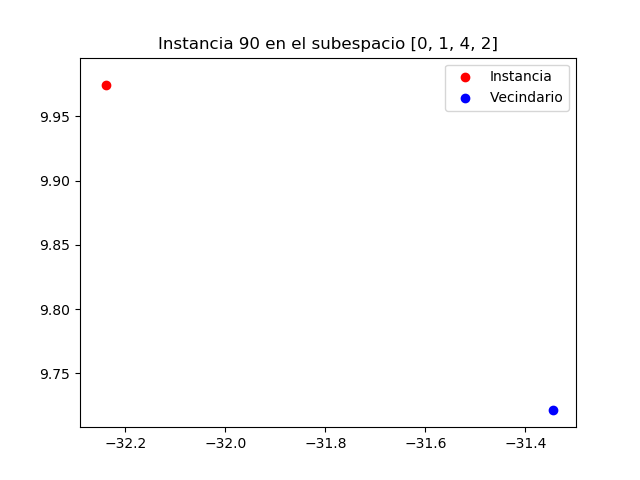 Instancia 90 en el subespacio [0, 1, 4, 2]
Instancia
Vecindario
9.95
9.90
9.85
9.80
9.75
−32.2 −32.0 −31.8 −31.6 −31.4